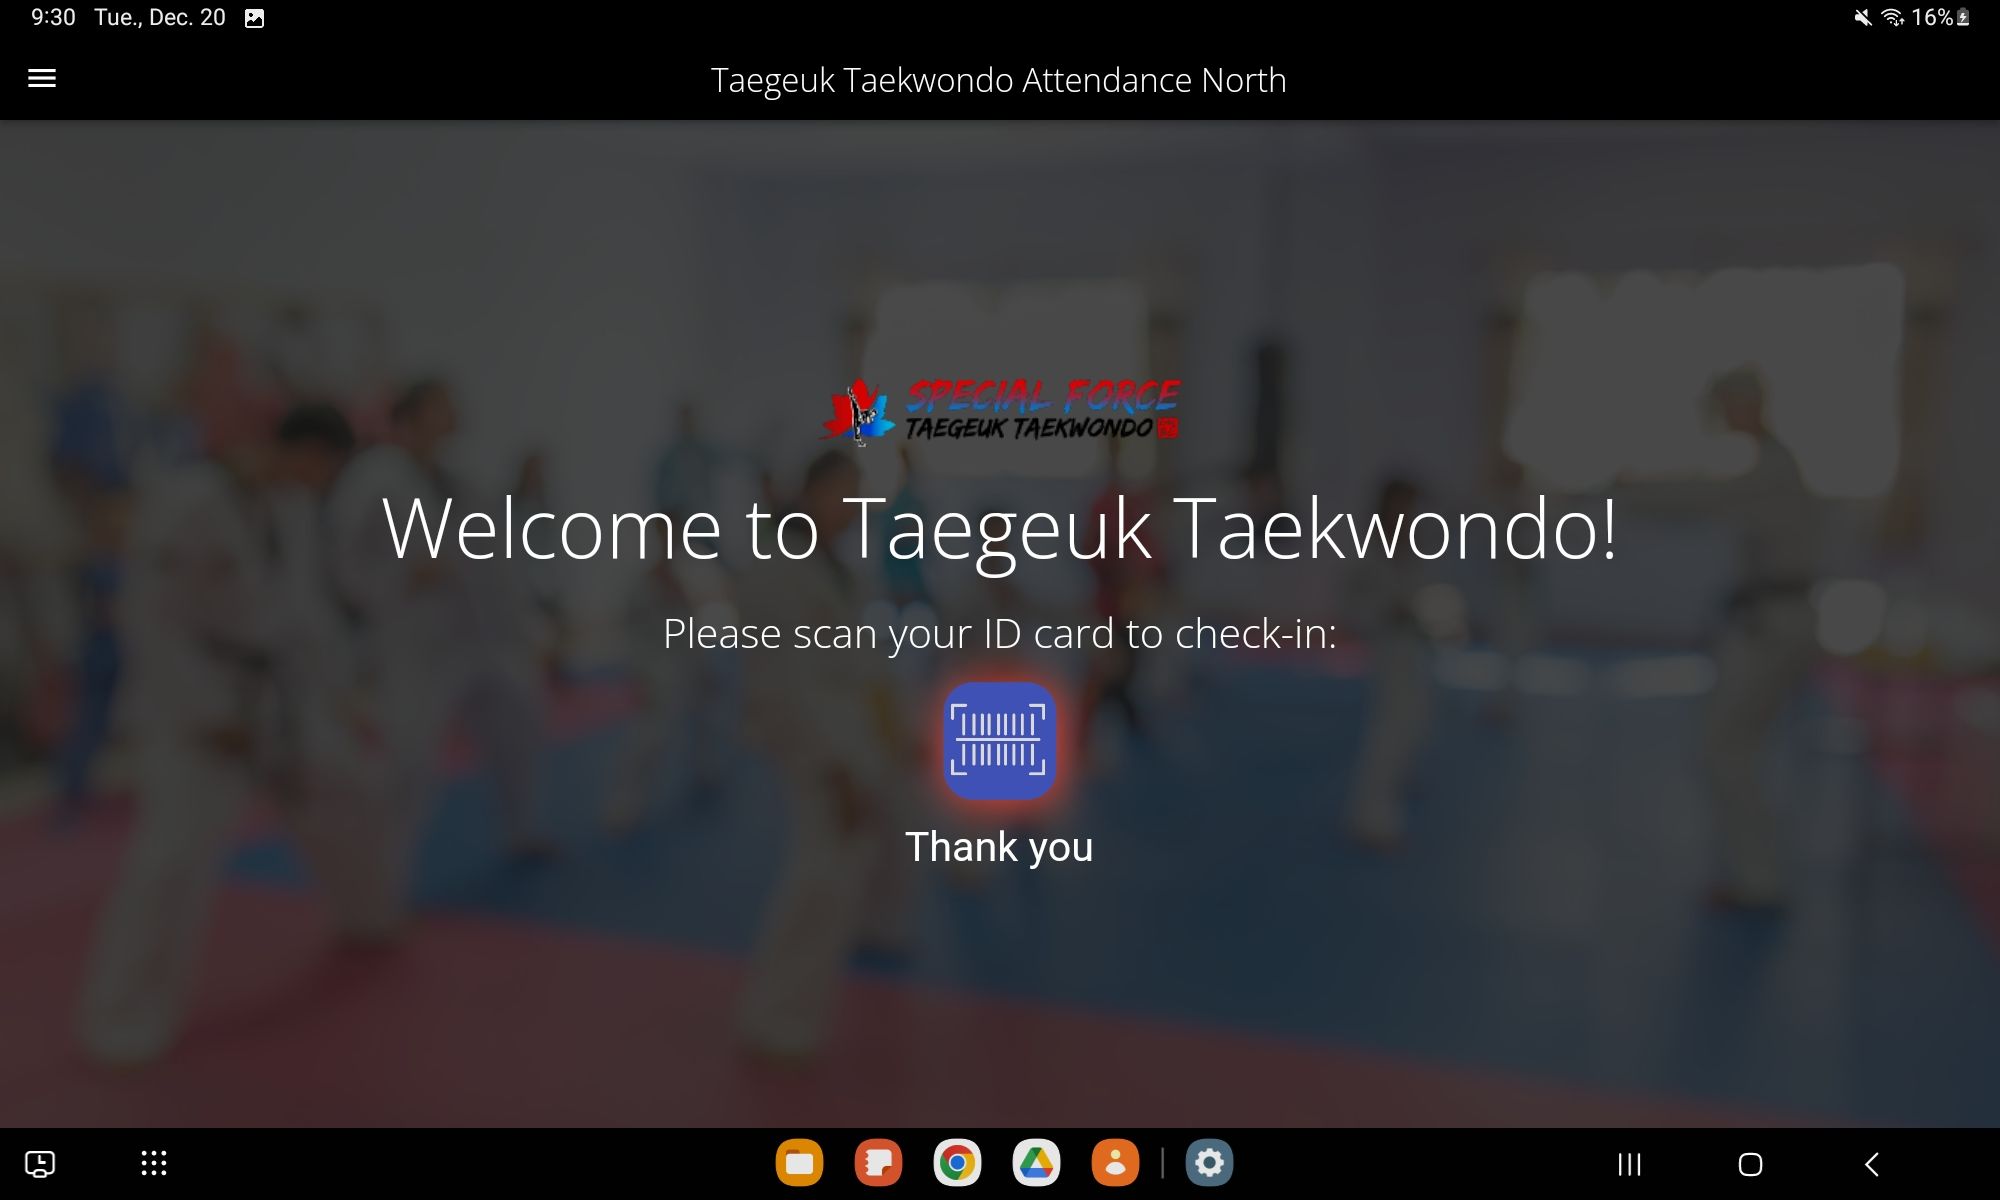 9:30 Tue., Dec. 20 16%
Taegeuk Taekwondo Attendance North
SPECIAL FORCE
TAEGEUK TAEKWONDO
Welcome to Taegeuk Taekwondo!
Please scan your ID card to check-in:
Thank you